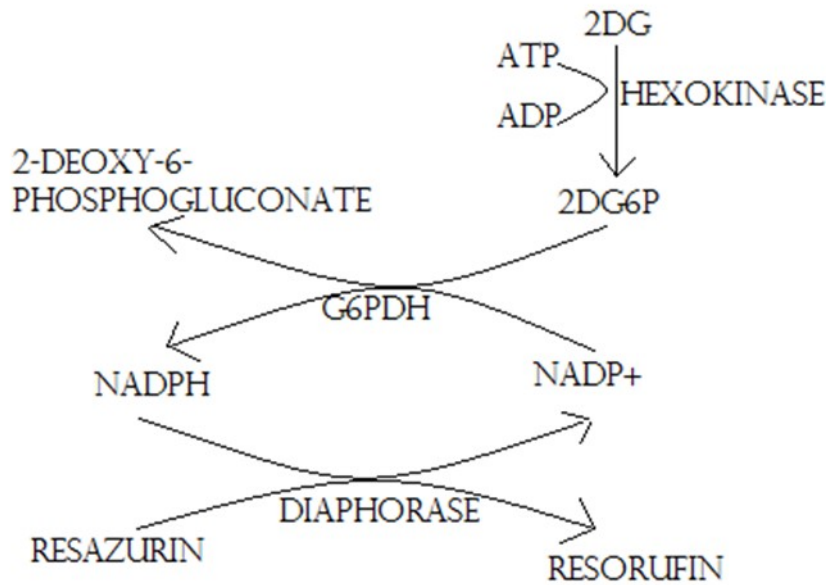 2DG
ATP
HEXOKINASE
ADP
2-DEOXY-6-
PHOSPHOGLUCONATE
2DG6P
G6PDH
NADPH
NADP+
DIAPHORASE
RESAZURIN
RESORUFIN